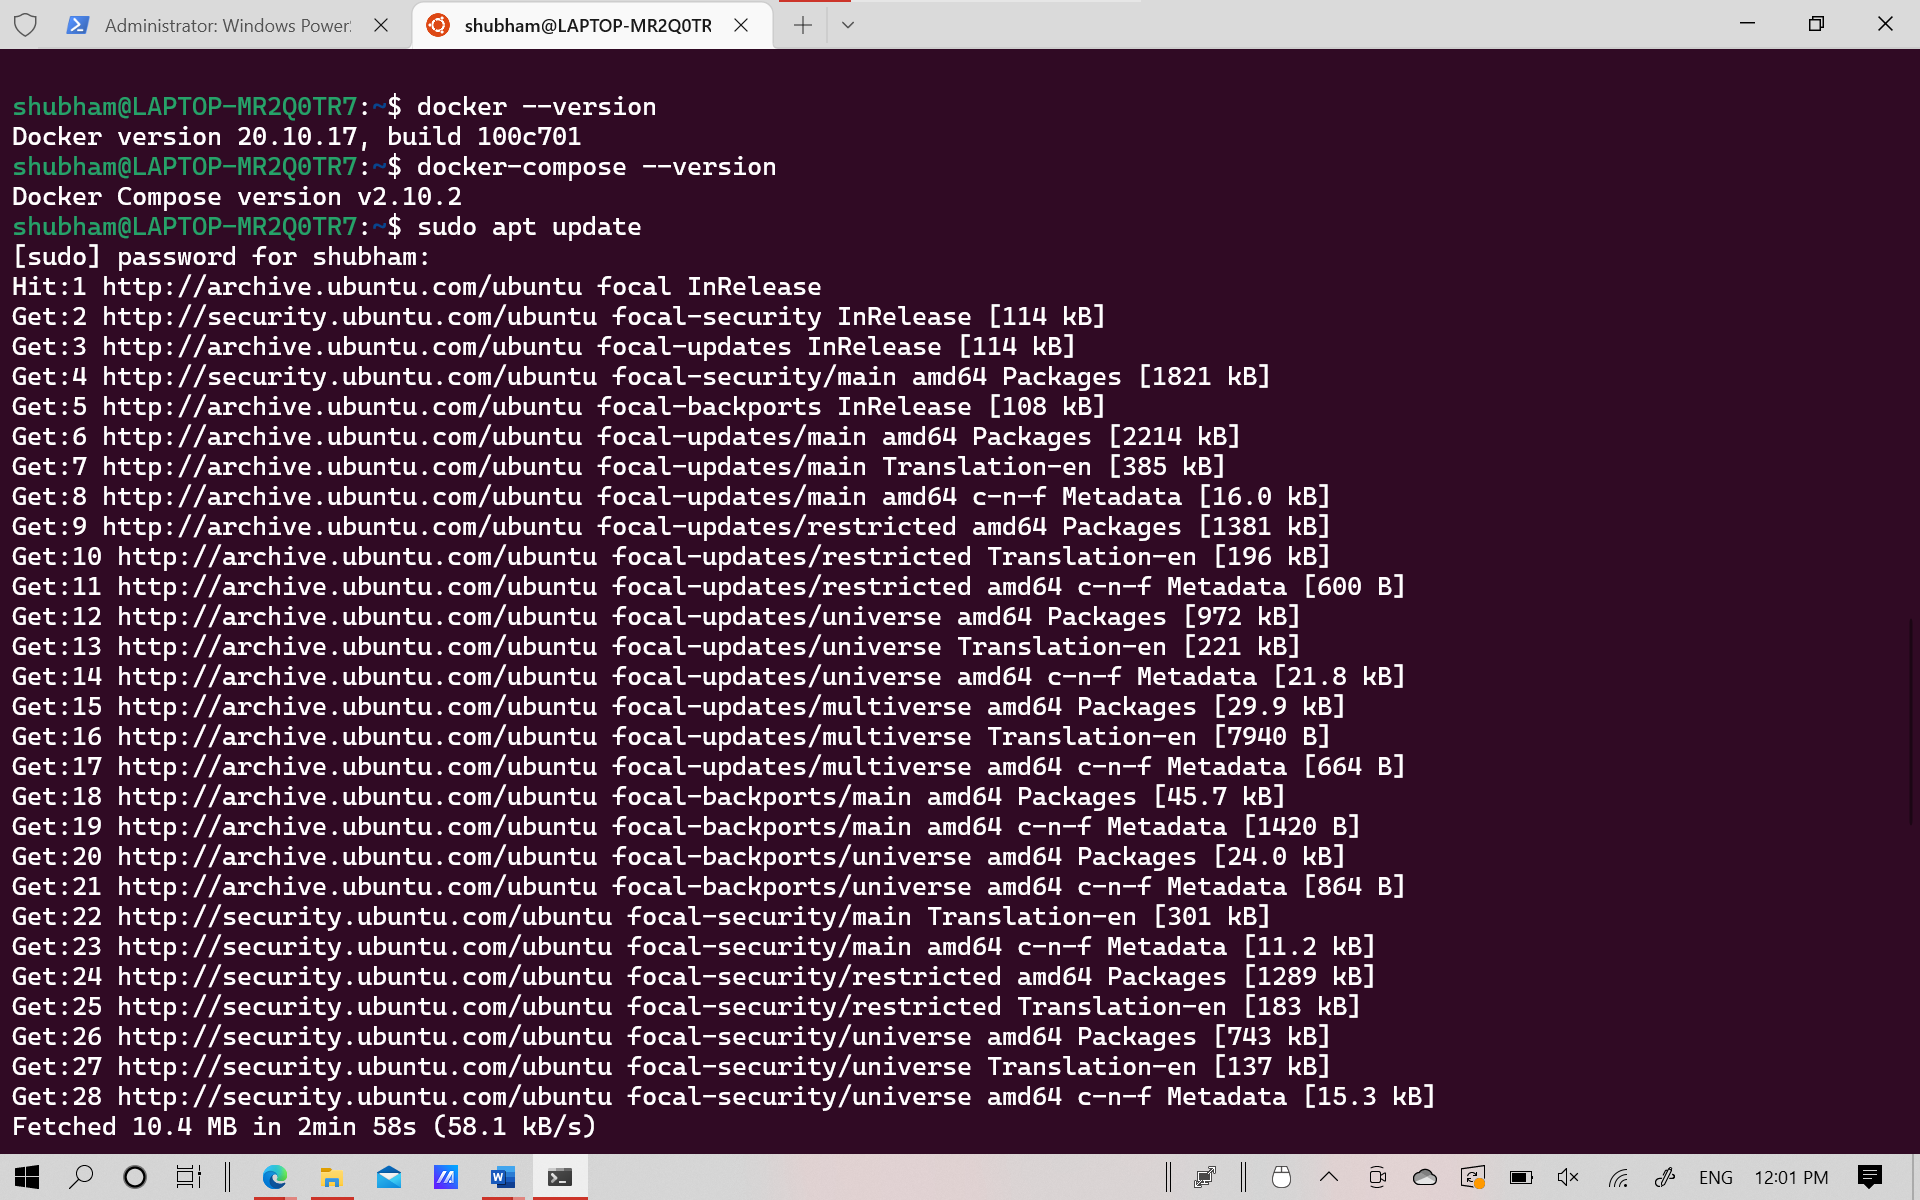 Administrator: Windows Power
shubham@LAPTOP-MR2Q0TR
shubham@LAPTOP-MR2Q0TR7:~$ docker --version
Docker version 20.10.17, build 100c701
shubham@LAPTOP-MR2Q0TR7:~$ docker-compose --version
Docker Compose version v2.10.2
shubham@LAPTOP-MR2Q0TR7:~$ sudo apt update
[sudo] password for shubham:
Hit:1 http://archive.ubuntu.com/ubuntu focal InRelease
Get:2 http://security.ubuntu.com/ubuntu focal-security InRelease [114 kB]
Get:3 http://archive.ubuntu.com/ubuntu focal-updates InRelease [114 kB]
Get:4 http://security.ubuntu.com/ubuntu focal-security/main amd64 Packages [1821 kB]
Get:5 http://archive.ubuntu.com/ubuntu focal-backports InRelease [108 kB]
Get:6 http://archive.ubuntu.com/ubuntu focal-updates/main amd64 Packages [2214 kB]
Get:7 http://archive.ubuntu.com/ubuntu focal-updates/main Translation-en [385 kB]
Get:8 http://archive.ubuntu.com/ubuntu focal-updates/main amd64 c-n-f Metadata [16.0 kB]
Get:9 http://archive.ubuntu.com/ubuntu focal-updates/restricted amd64 Packages [1381 kB]
Get:10 http://archive.ubuntu.com/ubuntu focal-updates/restricted Translation-en [196 kB]
Get:11 http://archive.ubuntu.com/ubuntu focal-updates/restricted amd64 c-n-f Metadata [600 B]
Get:12 http://archive.ubuntu.com/ubuntu focal-updates/universe amd64 Packages [972 kB]
Get:13 http://archive.ubuntu.com/ubuntu focal-updates/universe Translation-en [221 kB]
Get:14 http://archive.ubuntu.com/ubuntu focal-updates/universe amd64 c-n-f Metadata [21.8 kB]
Get:15 http://archive.ubuntu.com/ubuntu focal-updates/multiverse amd64 Packages [29.9 kB]
Get:16 http://archive.ubuntu.com/ubuntu focal-updates/multiverse Translation-en [7940 B]
Get:17 http://archive.ubuntu.com/ubuntu focal-updates/multiverse amd64 c-n-f Metadata [664 B]
Get:18 http://archive.ubuntu.com/ubuntu focal-backports/main amd64 Packages [45.7 kB]
Get:19 http://archive.ubuntu.com/ubuntu focal-backports/main amd64 c-n-f Metadata [1420 B]
Get:20 http://archive.ubuntu.com/ubuntu focal-backports/universe amd64 Packages [24.0 kB]
Get:21 http://archive.ubuntu.com/ubuntu focal-backports/universe amd64 c-n-f Metadata [864 B]
Get:22 http://security.ubuntu.com/ubuntu focal-security/main Translation-en [301 kB]
Get:23 http://security.ubuntu.com/ubuntu focal-security/main amd64 c-n-f Metadata [11.2 kB]
Get:24 http://security.ubuntu.com/ubuntu focal-security/restricted amd64 Packages [1289 kB]
Get:25 http://security.ubuntu.com/ubuntu focal-security/restricted Translation-en [183 kB]
Get:26 http://security.ubuntu.com/ubuntu focal-security/universe amd64 Packages [743 kB]
Get:27 http://security.ubuntu.com/ubuntu focal-security/universe Translation-en [137 kB]
Get:28 http://security.ubuntu.com/ubuntu focal-security/universe amd64 c-n-f Metadata [15.3 kB]
Fetched 10.4 MB in 2min 58s (58.1 kB/s)
ENG 12:01 PM